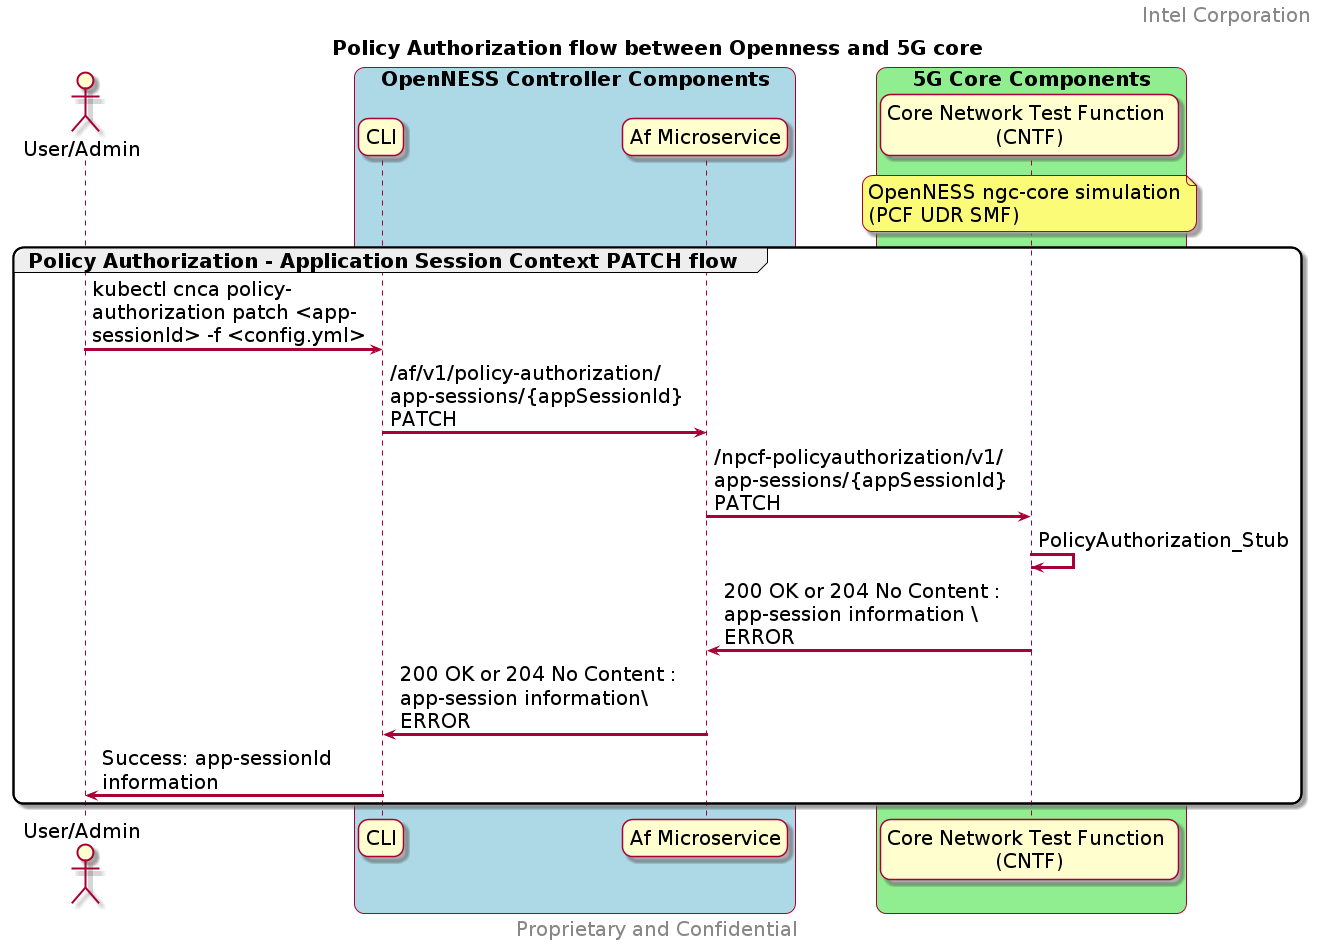 Intel Corporation
Policy Authorization flow between Openness and 5G core
OpenNESS Controller Components
5G Core Components
User/Admin
CLI
Af Microservice
Core Network Test Function
(CNTF)
OpenNESS ngc-core simulation
(PCF UDR SMF)
Policy Authorization - Application Session Context PATCH flow
kubectl cnca policy-
authorization patch <app-
sessionId> -f <config.yml>
/af/v1/policy-authorization/
app-sessions/{appSessionId}
PATCH
/npcf-policyauthorization/v1/
app-sessions/{appSessionId}
PATCH
PolicyAuthorization_Stub
200 OK or 204 No Content :
app-session information \
ERROR
200 OK or 204 No Content :
app-session information\
ERROR
Success: app-sessionId
information
User/Admin
CLI
Af Microservice
Core Network Test Function
(CNTF)
Proprietary and Confidential